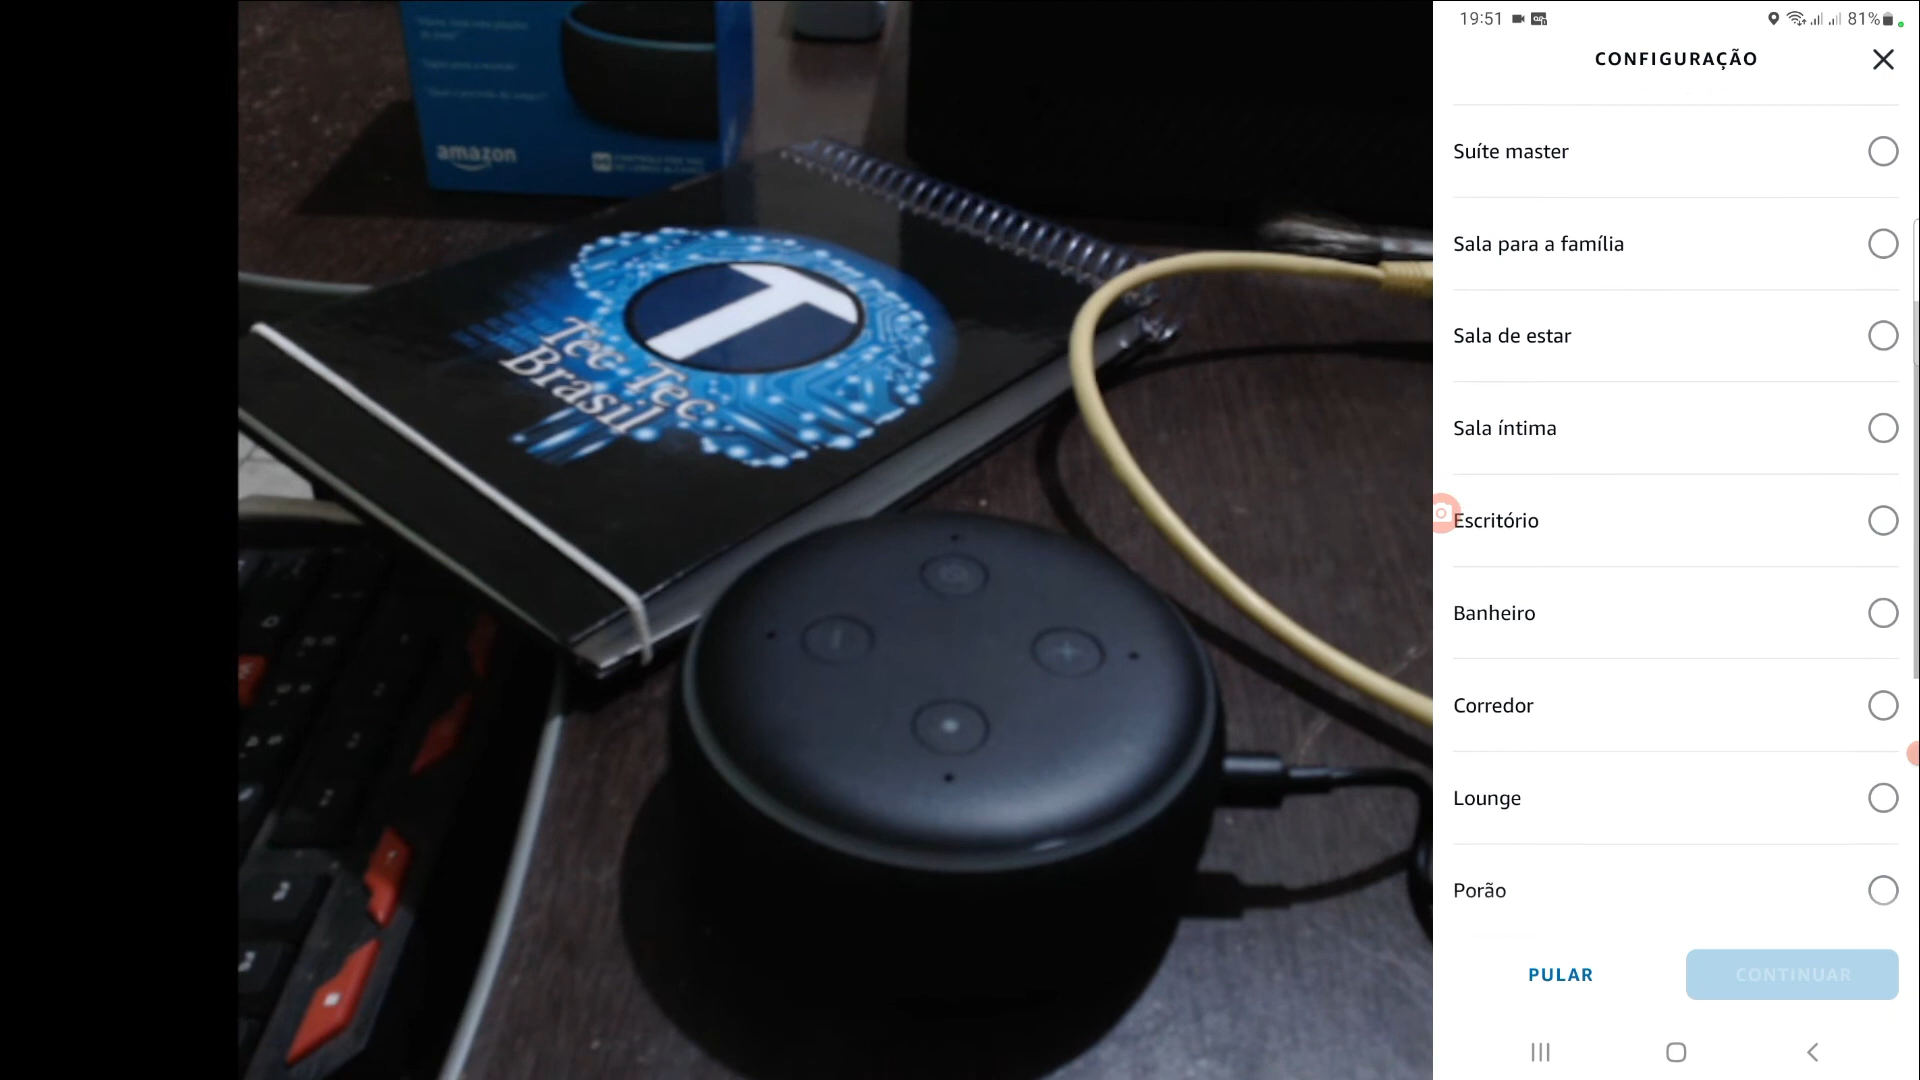 amazon
Tec Tec
Brasil
19:51
81%
CONFIGURAÇÃO
Suíte master
Sala para a família
Sala de estar
Sala íntima
Escritório
Banheiro
Corredor
Lounge
Porão
PULAR
CONTINUAR